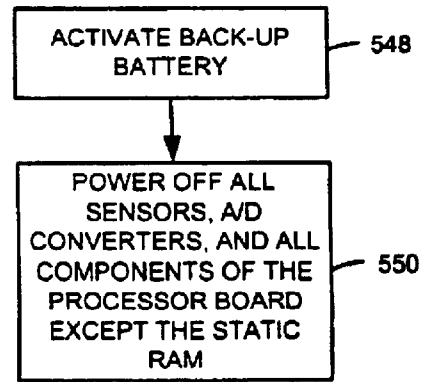 ACTIVATE BACK-UP
BATTERY
548
POWER OFF ALL
SENSORS, A/D
CONVERTERS, AND ALL
COMPONENTS OF THE
PROCESSOR BOARD
EXCEPT THE STATIC
RAM
550